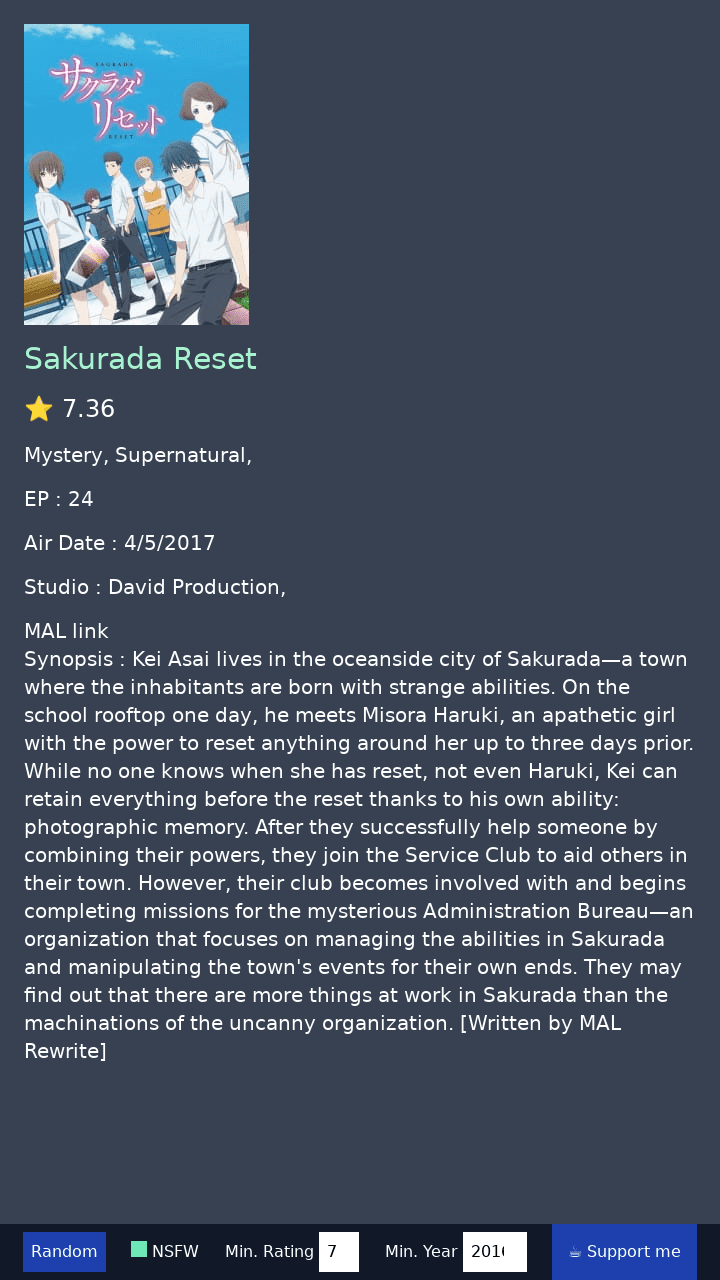 SAGRADA
サクラダ
リセット
RESET
Sakurada Reset
⭐ 7.36
Mystery, Supernatural,
EP : 24
Air Date : 4/5/2017
Studio : David Production,
MAL link
Synopsis : Kei Asai lives in the oceanside city of Sakurada—a town
where the inhabitants are born with strange abilities. On the
school rooftop one day, he meets Misora Haruki, an apathetic girl
with the power to reset anything around her up to three days prior.
While no one knows when she has reset, not even Haruki, Kei can
retain everything before the reset thanks to his own ability:
photographic memory. After they successfully help someone by
combining their powers, they join the Service Club to aid others in
their town. However, their club becomes involved with and begins
completing missions for the mysterious Administration Bureau—an
organization that focuses on managing the abilities in Sakurada
and manipulating the town's events for their own ends. They may
find out that there are more things at work in Sakurada than the
machinations of the uncanny organization. [Written by MAL
Rewrite]
Random NSFW Min. Rating 7 Min. Year 2016 ☕ Support me